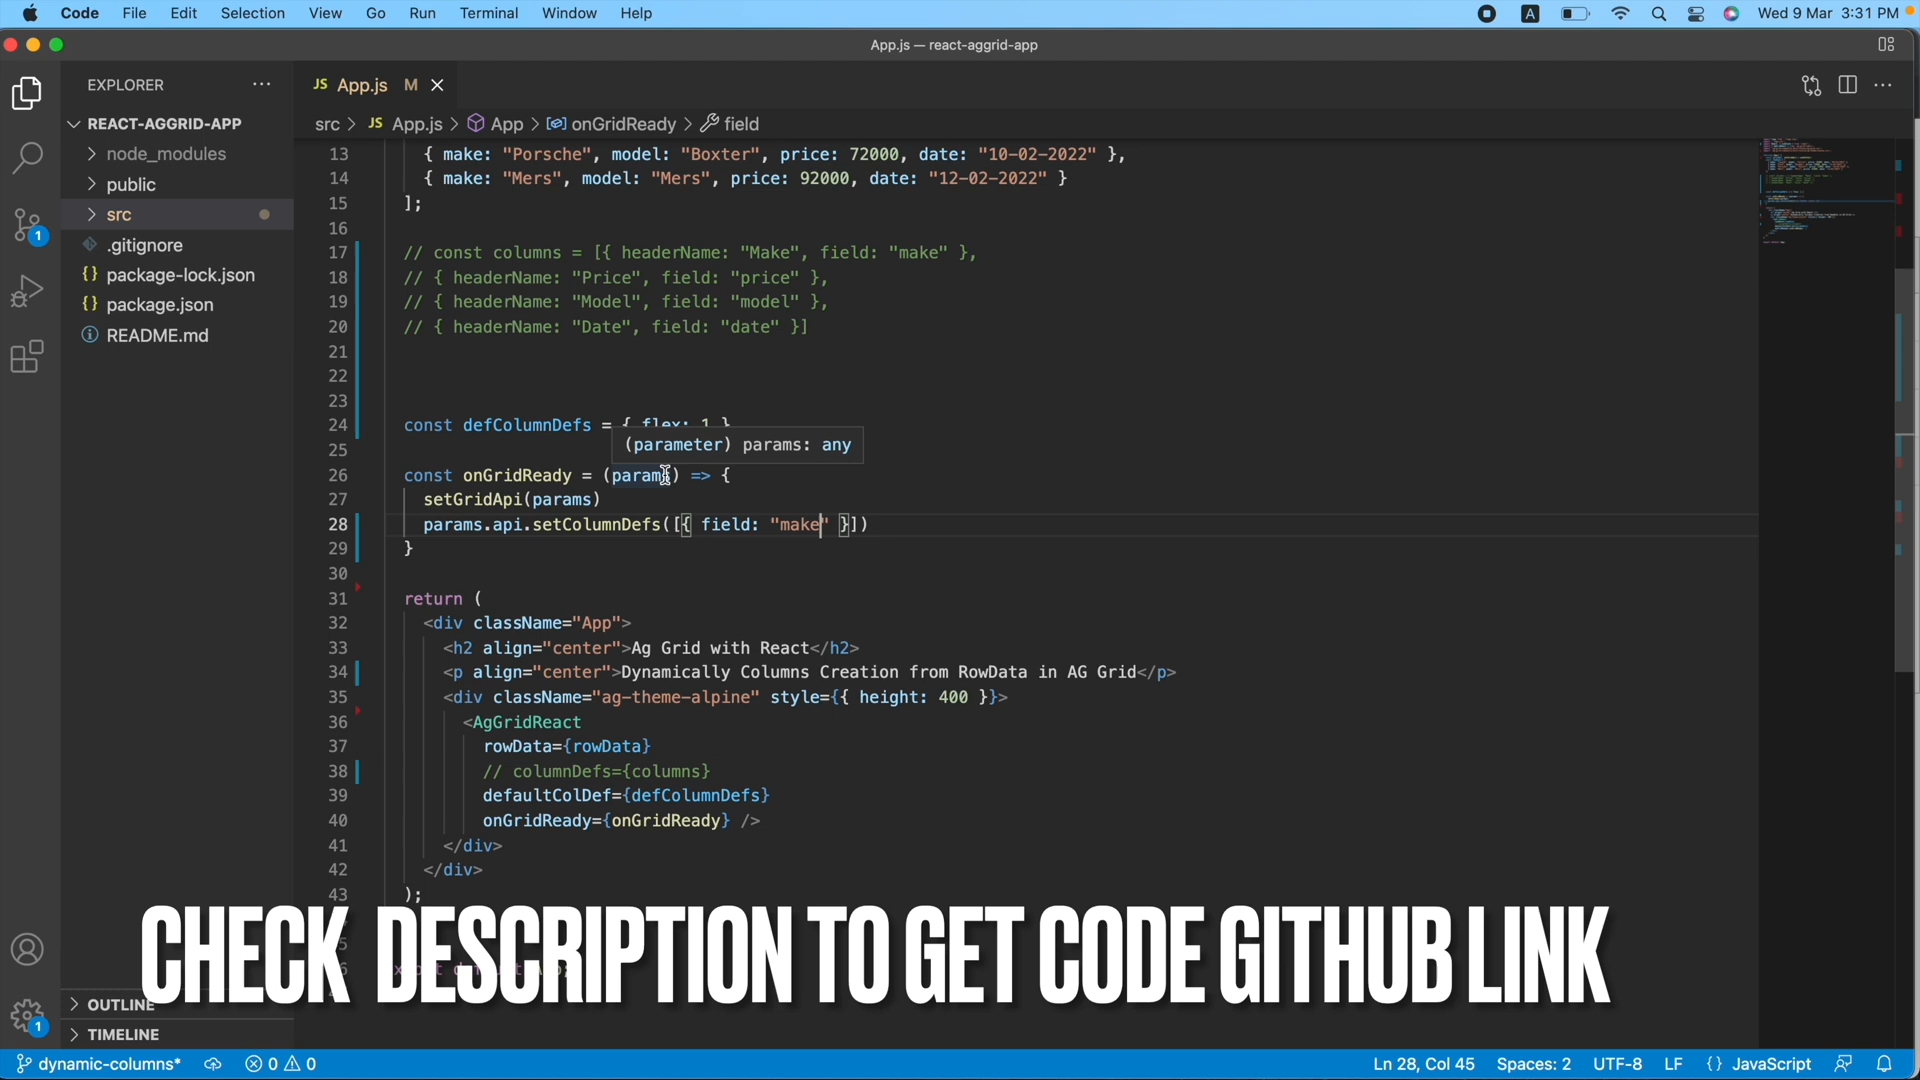 Code File Edit Selection View Go Run Terminal Window Help A Wed 9 Mar 3:31 PM
App.js — react-aggrid-app
EXPLORER
JS App.js M
REACT-AGGRID-APP
src > JS App.js > App > onGridReady > field
node_modules
public
src
.gitignore
{} package-lock.json
{} package.json
README.md
1
1
13 { make: "Porsche", model: "Boxter", price: 72000, date: "10-02-2022" },
14 { make: "Mers", model: "Mers", price: 92000, date: "12-02-2022" }
15 ];
16
17 // const columns = [{ headerName: "Make", field: "make" },
18 // { headerName: "Price", field: "price" },
19 // { headerName: "Model", field: "model" },
20 // { headerName: "Date", field: "date" }]
21
22
23
24 const defColumnDefs = { flex: 1 }
(parameter) params: any
25
26 const onGridReady = (params) => {
27 setGridApi(params)
28 params.api.setColumnDefs([{ field: "make" }])
29 }
30
31 return (
32 <div className="App">
33 <h2 align="center">Ag Grid with React</h2>
34 <p align="center">Dynamically Columns Creation from RowData in AG Grid</p>
35 <div className="ag-theme-alpine" style={{ height: 400 }}>
36 <AgGridReact
37 rowData={rowData}
38 // columnDefs={columns}
39 defaultColDef={defColumnDefs}
40 onGridReady={onGridReady} />
41 </div>
42 </div>
43 );
CHECK DESCRIPTION TO GET CODE GITHUB LINK
OUTLINE
TIMELINE
dynamic-columns* 0 0 Ln 28, Col 45 Spaces: 2 UTF-8 LF {} JavaScript